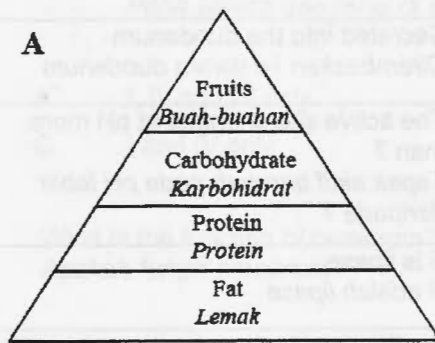 A
Fruits
Buah-buahan
Carbohydrate
Karbohidrat
Protein
Protein
Fat
Lemak